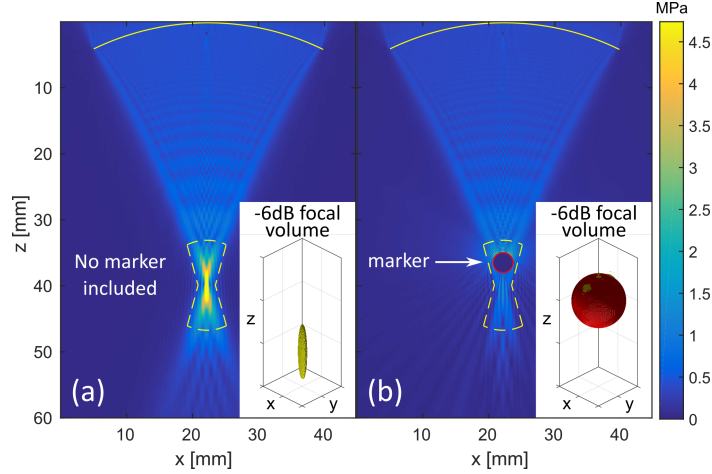 MPa
-6dB focal
volume
No marker
included
z
x
y
(a)
z [mm]
10
20
30
40
50
60
10
20
30
40
x [mm]
-6dB focal
volume
marker
z
x
y
(b)
10
20
30
40
x [mm]
4.5
4
3.5
3
2.5
2
1.5
1
0.5
0